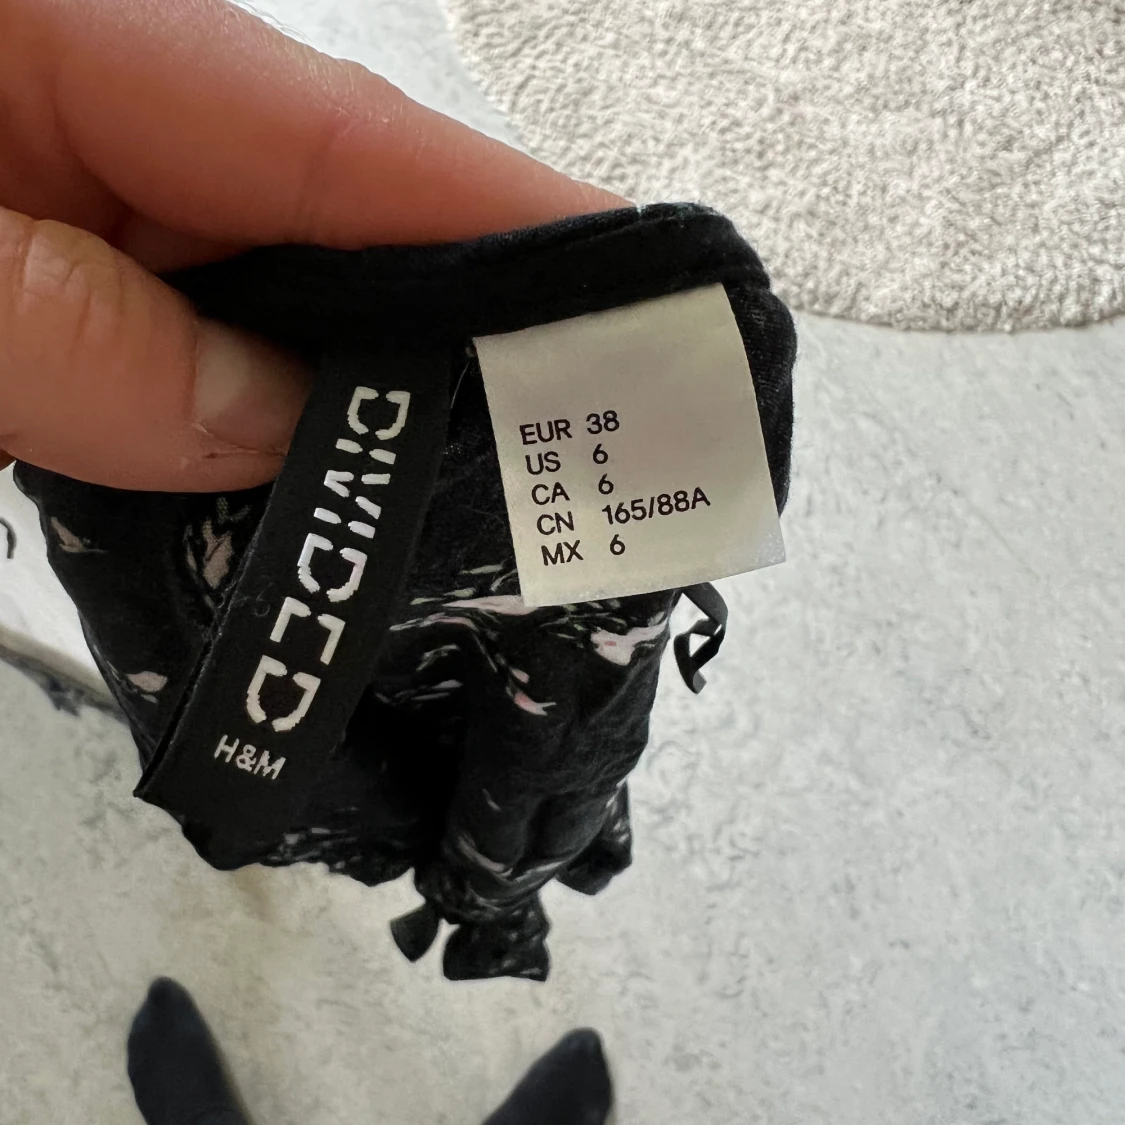 DIVIDED
H&M
EUR 38
US 6
CA 6
CN 165/88A
MX 6